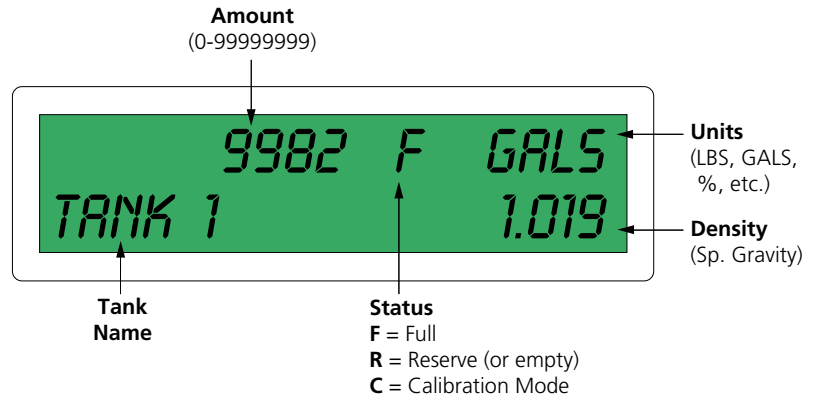 Amount
(0-99999999)
9982 F GALS
TANK 1 1.019
Units
(LBS, GALS,
%, etc.)
Density
(Sp. Gravity)
Tank
Name
Status
F = Full
R = Reserve (or empty)
C = Calibration Mode